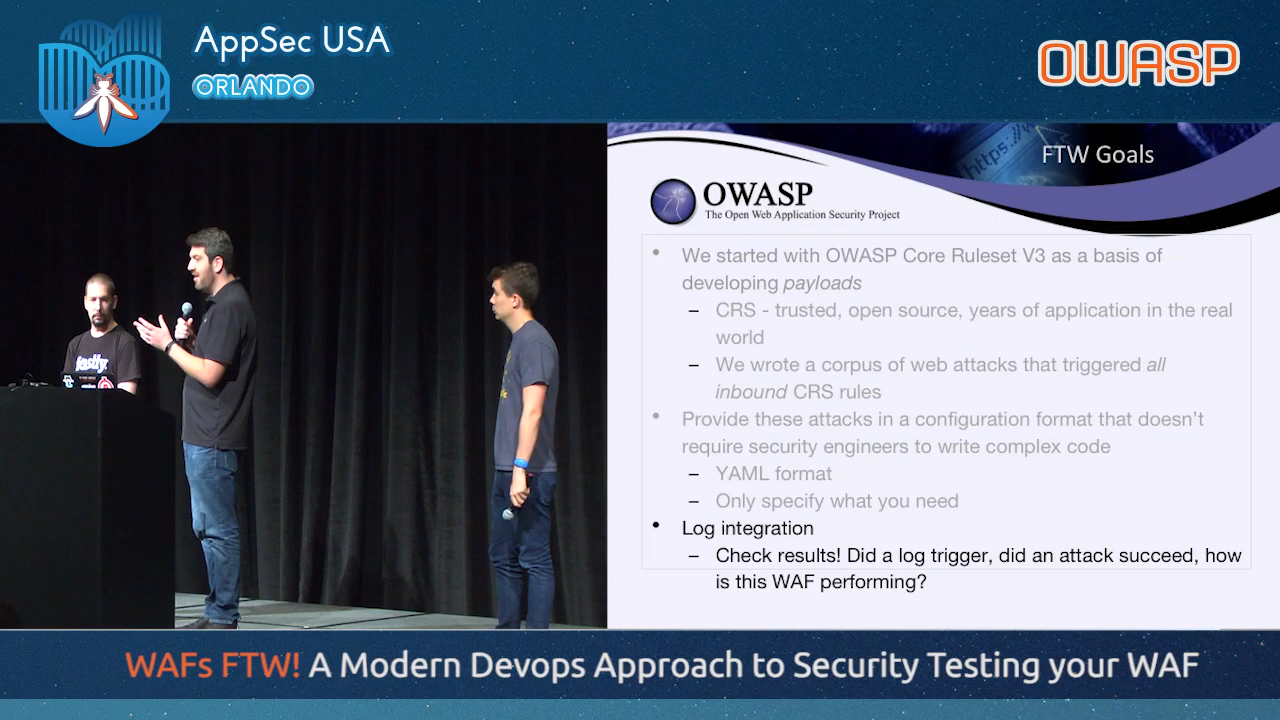 AppSec USA
ORLANDO
OWASP
https:/
FTW Goals
OWASP
The Open Web Application Security Project
• We started with OWASP Core Ruleset V3 as a basis of
developing payloads
– CRS - trusted, open source, years of application in the real
world
– We wrote a corpus of web attacks that triggered all
inbound CRS rules
• Provide these attacks in a configuration format that doesn't
require security engineers to write complex code
– YAML format
– Only specify what you need
• Log integration
– Check results! Did a log trigger, did an attack succeed, how
is this WAF performing?
fastly
WAFs FTW! A Modern Devops Approach to Security Testing your WAF